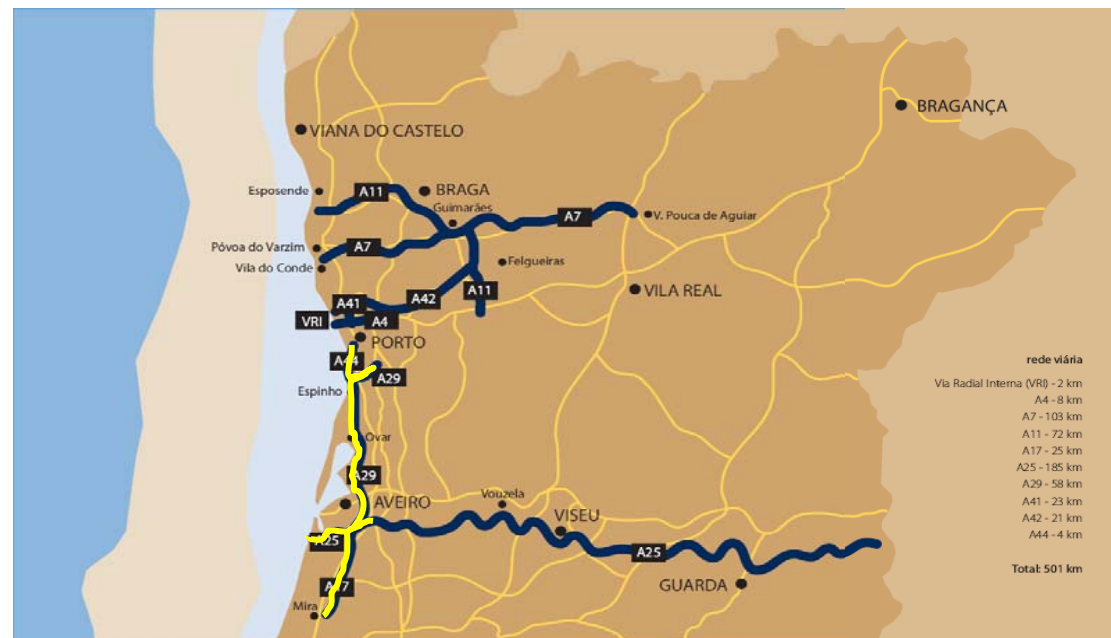 BRAGANÇA
VIANA DO CASTELO
Esposende
A11
BRAGA
Guimarães
A7
V. Pouca de Aguiar
Póvoa do Varzim
A7
Vila do Conde
Felgueiras
A11
VILA REAL
A41
A42
VRI
A4
PORTO
A44
A29
Espinho
Ovar
A29
AVEIRO
Vouzela
VISEU
A25
A25
GUARDA
A17
Mira
rede viária
Via Radial Interna (VRI) - 2 km
A4 - 8 km
A7 - 103 km
A11 - 72 km
A17 - 25 km
A25 - 185 km
A29 - 58 km
A41 - 23 km
A42 - 21 km
A44 - 4 km
Total: 501 km